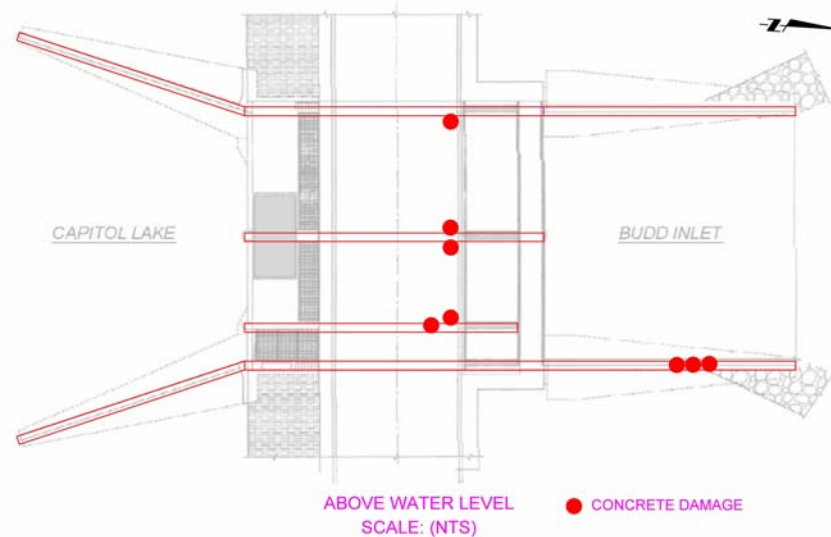 Z
CAPITOL LAKE
BUDD INLET
ABOVE WATER LEVEL
SCALE: (NTS)
CONCRETE DAMAGE